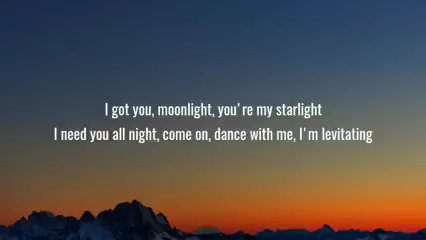 I got you, moonlight, you're my starlight
I need you all night, come on, dance with me, I'm levitating